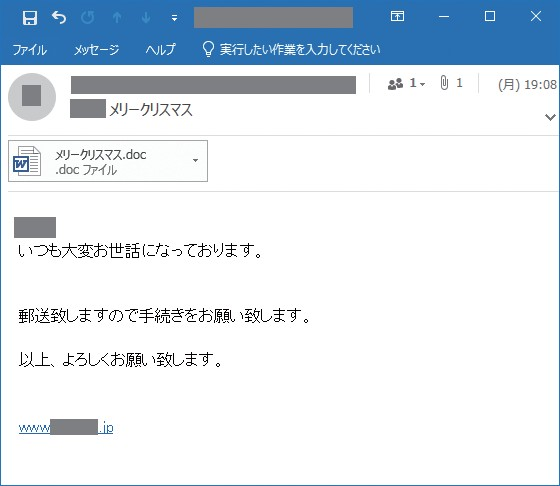 ファイル メッセージ ヘルプ 実行したい作業を入力してください
1 1 (月) 19:08
メリークリスマス
メリークリスマス.doc
.doc ファイル
いつも大変お世話になっております。
郵送致しますので手続きをお願い致します。
以上、よろしくお願い致します。
www .jp